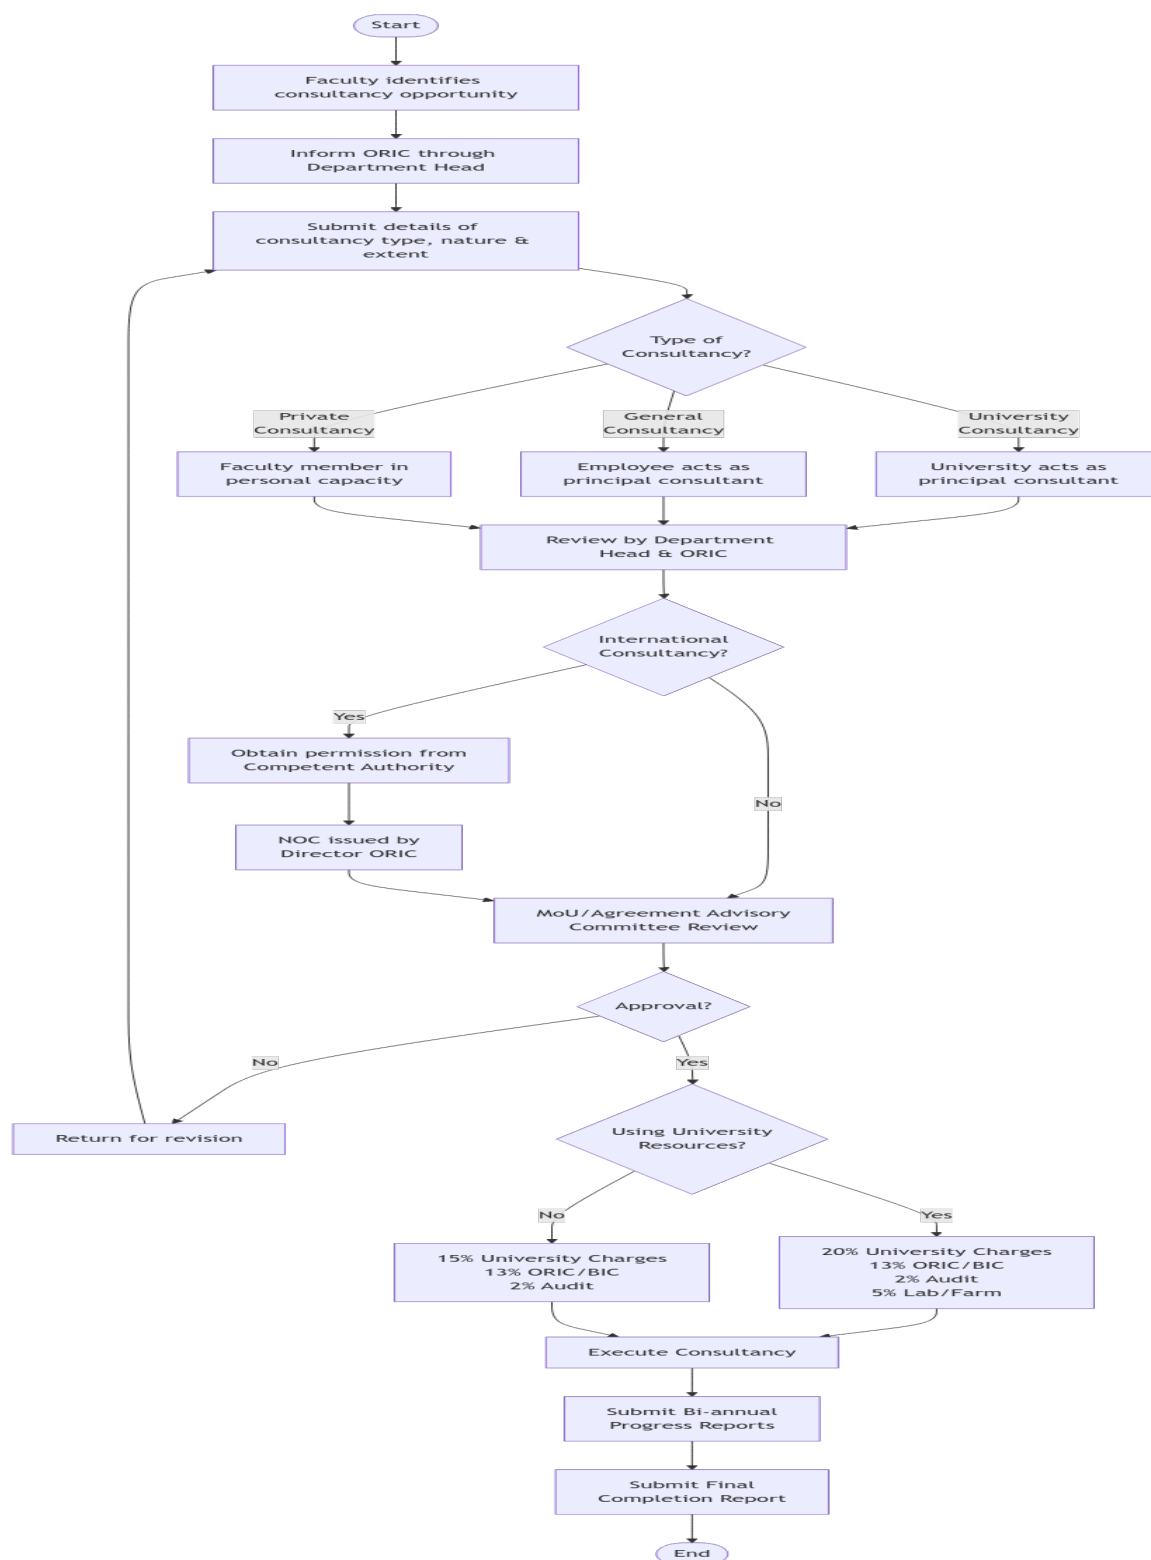 Start
Faculty identifies
consultancy opportunity
Inform ORIC through
Department Head
Submit details of
consultancy type, nature &
extent
Type of
Consultancy?
Private
Consultancy
General
Consultancy
University
Consultancy
Faculty member in
personal capacity
Employee acts as
principal consultant
University acts as
principal consultant
Review by Department
Head & ORIC
International
Consultancy?
Yes
Obtain permission from
Competent Authority
No
NOC issued by
Director ORIC
MoU/Agreement Advisory
Committee Review
Approval?
No
Yes
Return for revision
Using University
Resources?
No
Yes
15% University Charges
13% ORIC/BIC
2% Audit
20% University Charges
13% ORIC/BIC
2% Audit
5% Lab/Farm
Execute Consultancy
Submit Bi-annual
Progress Reports
Submit Final
Completion Report
End